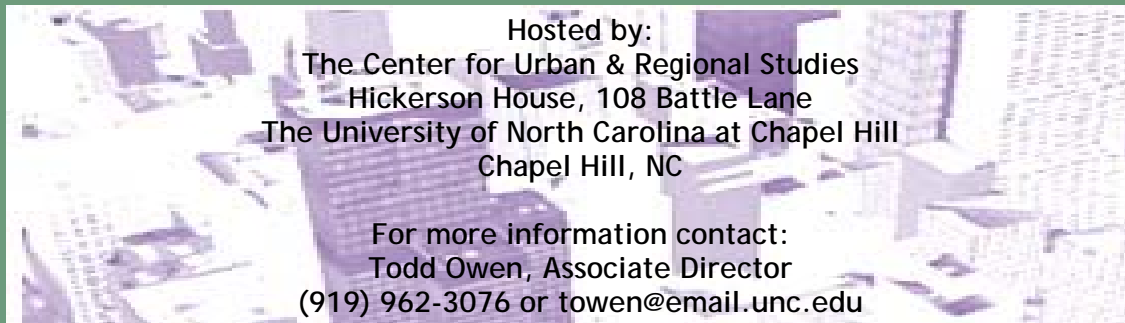 Hosted by:
The Center for Urban & Regional Studies
Hickerson House, 108 Battle Lane
The University of North Carolina at Chapel Hill
Chapel Hill, NC
For more information contact:
Todd Owen, Associate Director
(919) 962-3076 or towen@email.unc.edu